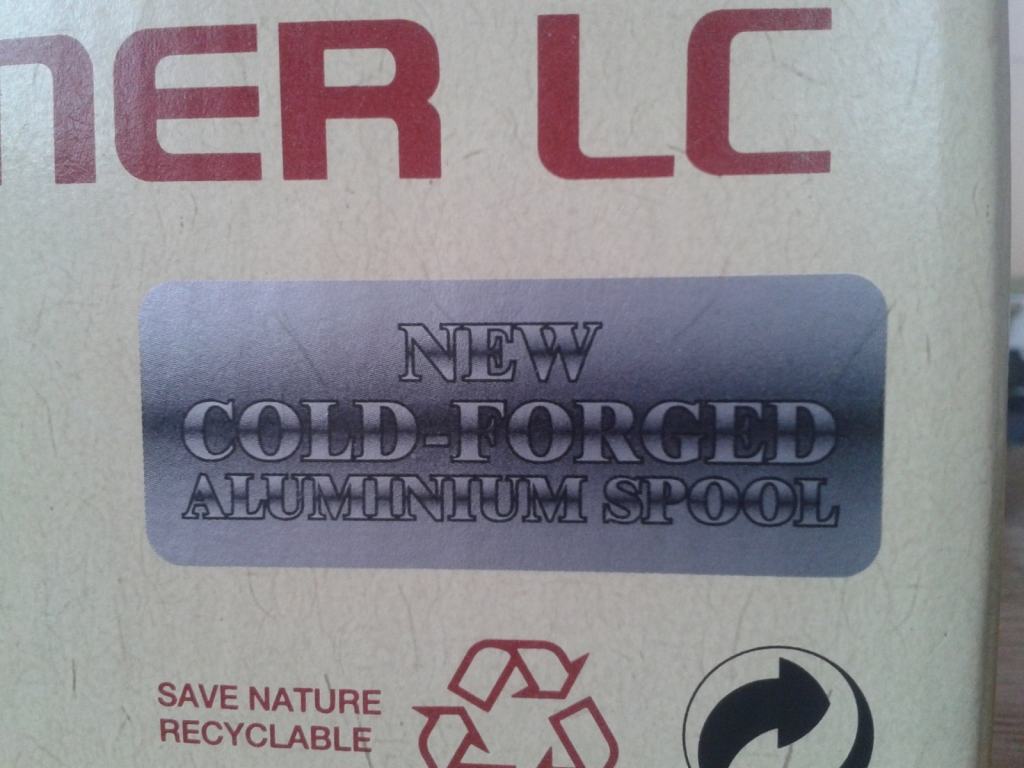 NER LC
NEW
COLD-FORGED
ALUMINIUM SPOOL
SAVE NATURE
RECYCLABLE